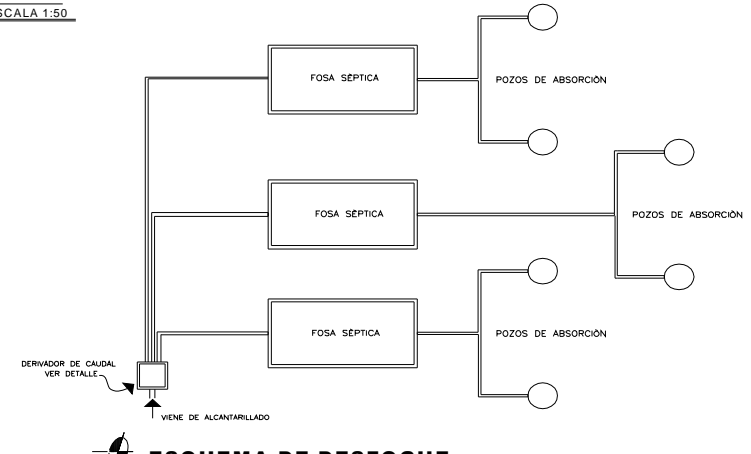 ESCALA 1:50
FOSA SÉPTICA
POZOS DE ABSORCIÓN
FOSA SÉPTICA
POZOS DE ABSORCIÓN
FOSA SÉPTICA
POZOS DE ABSORCIÓN
DERIVADOR DE CAUDAL
VER DETALLE
VIENE DE ALCANTARILLADO
ESQUEMA DE DESFOGUE